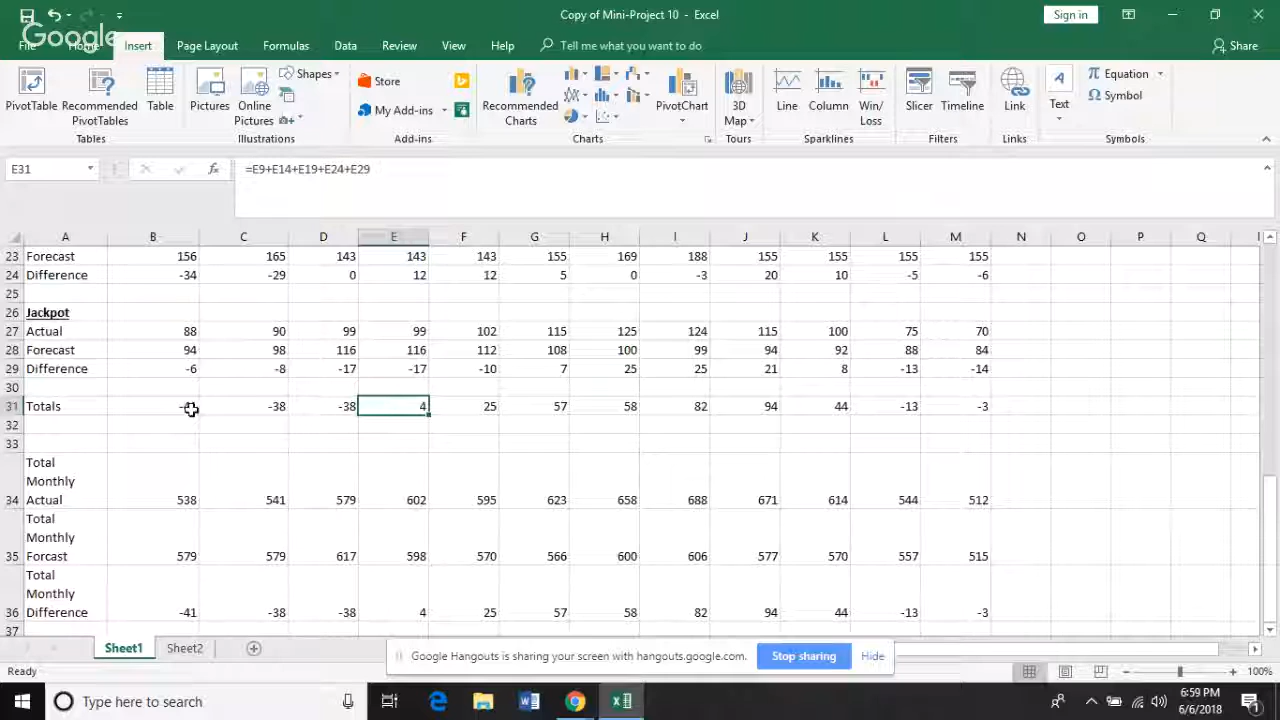 Copy of Mini-Project 10 - Excel
Sign in
Google
File Home Insert Page Layout Formulas Data Review View Help Tell me what you want to do Share
PivotTable Recommended PivotTables Table
Tables
Pictures Online Pictures Shapes
Illustrations
Store
My Add-ins
Add-ins
Recommended Charts PivotChart
Charts
3D Map
Tours
Line Column Win/Loss
Sparklines
Slicer Timeline
Filters
Link
Links
Text
Equation
Symbol
Symbols
E31 fx =E9+E14+E19+E24+E29
A B C D E F G H I J K L M N O P Q
23 Forecast 156 165 143 143 143 155 169 188 155 155 155 155
24 Difference -34 -29 0 12 12 5 0 -3 20 10 -5 -6
25
26 Jackpot
27 Actual 88 90 99 99 102 115 125 124 115 100 75 70
28 Forecast 94 98 116 116 112 108 100 99 94 92 88 84
29 Difference -6 -8 -17 -17 -10 7 25 25 21 8 -13 -14
30
31 Totals -38 -38 4 25 57 58 82 94 44 -13 -3
32
33
Total
Monthly
34 Actual 538 541 579 602 595 623 658 688 671 614 544 512
Total
Monthly
35 Forcast 579 579 617 598 570 566 600 606 577 570 557 515
Total
Monthly
36 Difference -41 -38 -38 4 25 57 58 82 94 44 -13 -3
37
Sheet1 Sheet2
Google Hangouts is sharing your screen with hangouts.google.com. Stop sharing Hide
Ready 100%
Type here to search
6:59 PM
6/6/2018
1